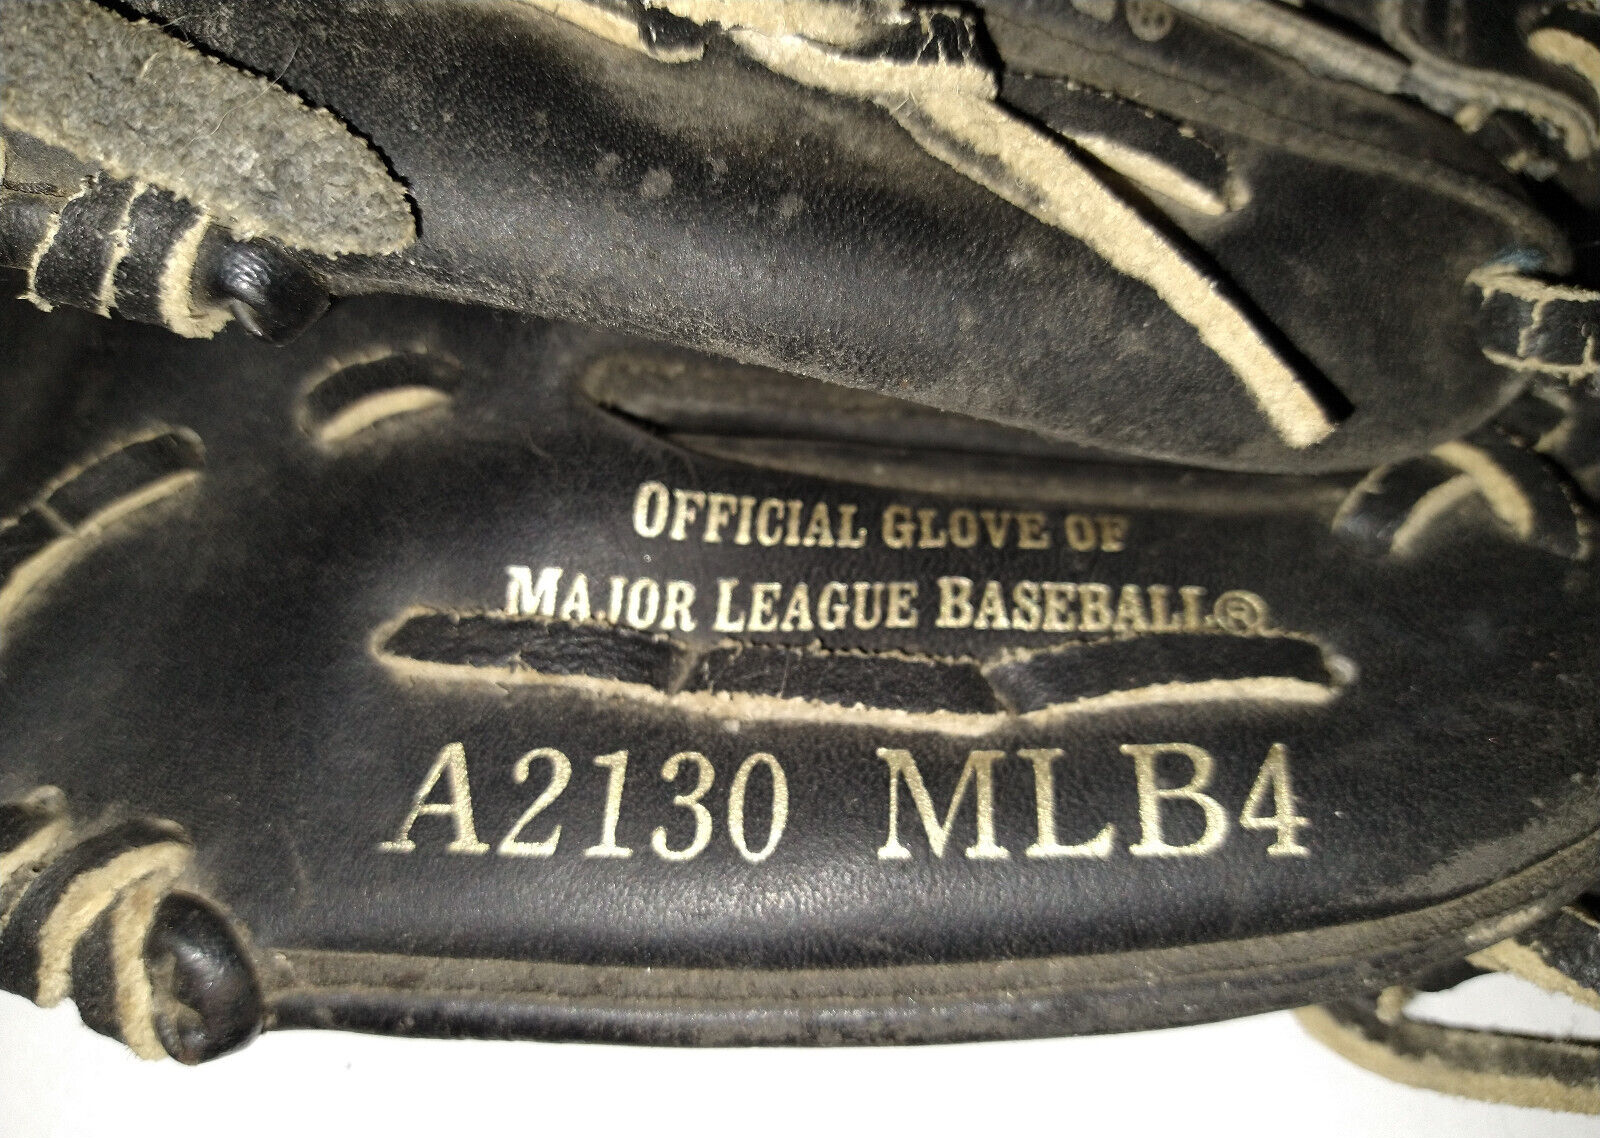 OFFICIAL GLOVE OF
MAJOR LEAGUE BASEBALL®
A2130 MLB4